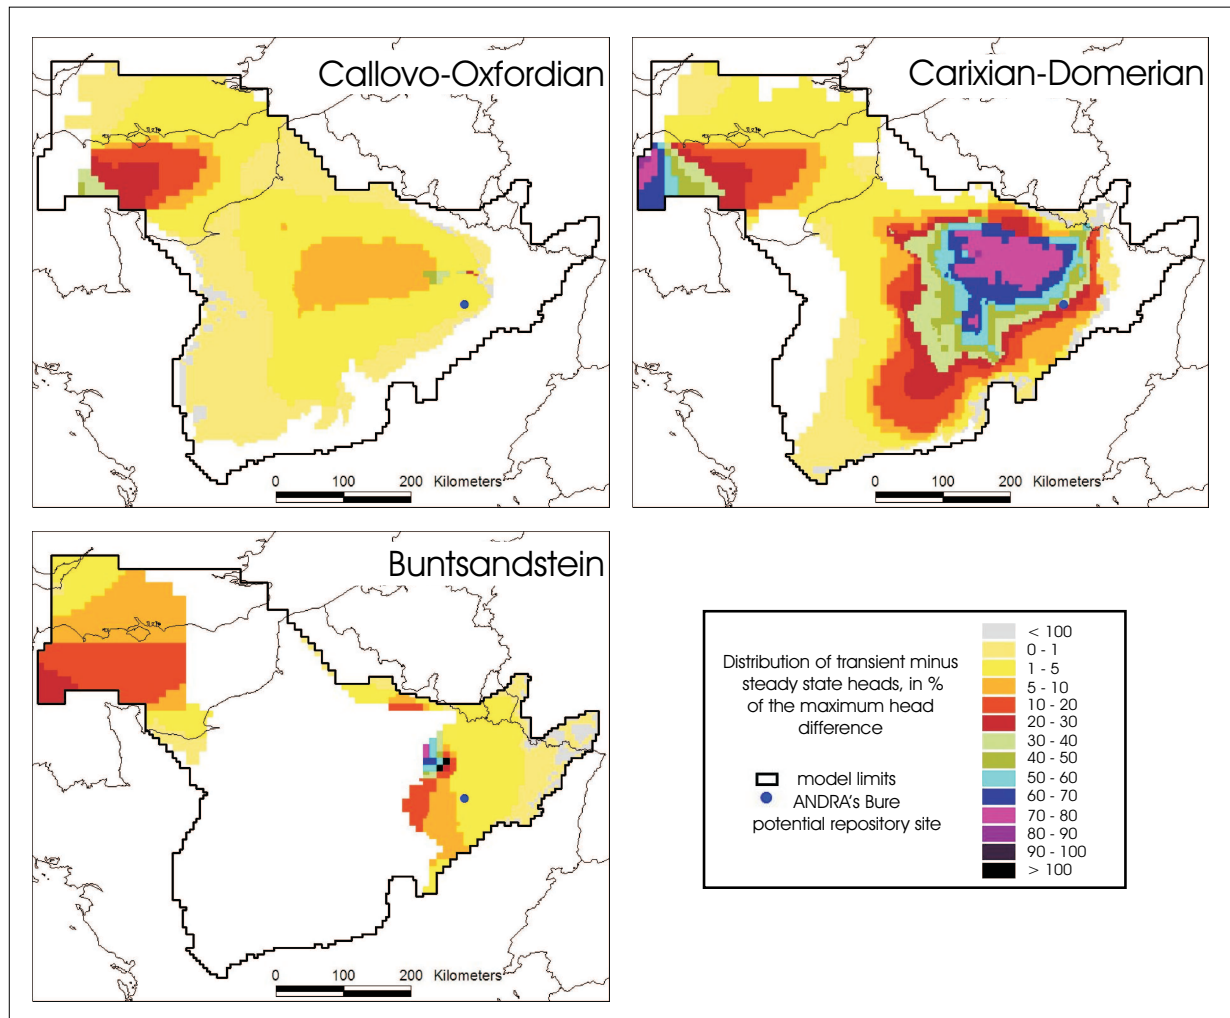 Callovo-Oxfordian
0 100 200 Kilometers
Carixian-Domerian
0 100 200 Kilometers
Buntsandstein
0 100 200 Kilometers
Distribution of transient minus
steady state heads, in %
of the maximum head
difference
model limits
ANDRA's Bure
potential repository site
< 100
0 - 1
1 - 5
5 - 10
10 - 20
20 - 30
30 - 40
40 - 50
50 - 60
60 - 70
70 - 80
80 - 90
90 - 100
> 100